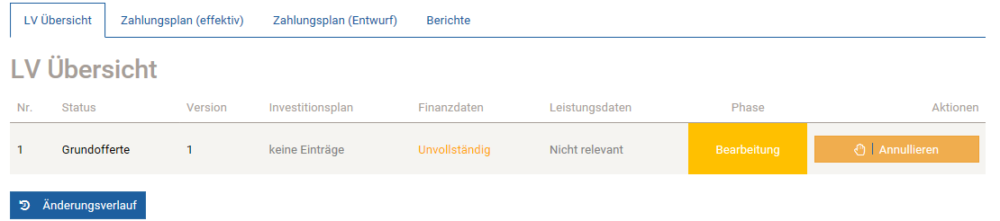 LV Übersicht Zahlungsplan (effektiv) Zahlungsplan (Entwurf) Berichte
LV Übersicht
Nr. Status Version Investitionsplan Finanzdaten Leistungsdaten Phase Aktionen
1 Grundofferte 1 keine Einträge Unvollständig Nicht relevant Bearbeitung Annullieren
Änderungsverlauf